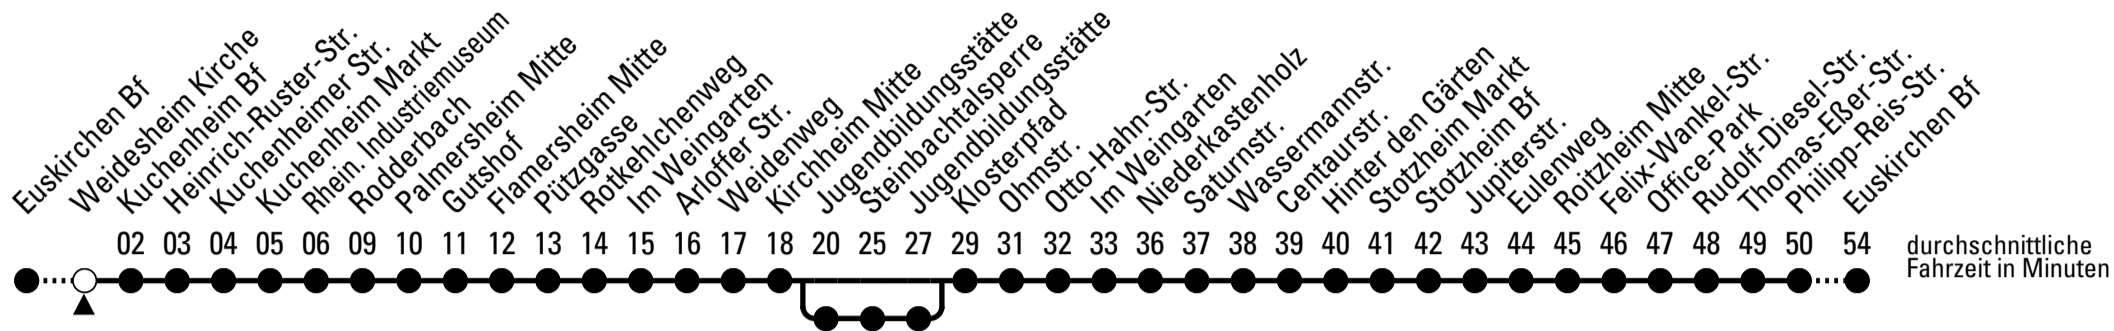 Euskirchen Bf
Weidesheim Kirche
Kuchenheim Bf
Heinrich-Ruster-Str.
Kuchenheimer Str.
Kuchenheim Markt
Rhein. Industriemuseum
Rodderbach
Palmersheim Mitte
Gutshof
Flamersheim Mitte
Pützgasse
Rotkehlchenweg
Im Weingarten
Arloffer Str.
Weidenweg
Kirchheim Mitte
Jugendbildungsstätte
Steinbachtalsperre
Jugendbildungsstätte
Klosterpfad
Ohmstr.
Otto-Hahn-Str.
Im Weingarten
Niederkastenholz
Saturnstr.
Wassermannstr.
Centaurstr.
Hinter den Gärten
Stotzheim Markt
Stotzheim Bf
Jupiterstr.
Eulenweg
Roitzheim Mitte
Felix-Wankel-Str.
Office-Park
Rudolf-Diesel-Str.
Thomas-Eßer-Str.
Philipp-Reis-Str.
Euskirchen Bf
02 03 04 05 06 09 10 11 12 13 14 15 16 17 18 20 25 27 29 31 32 33 36 37 38 39 40 41 42 43 44 45 46 47 48 49 50 54
durchschnittliche
Fahrzeit in Minuten